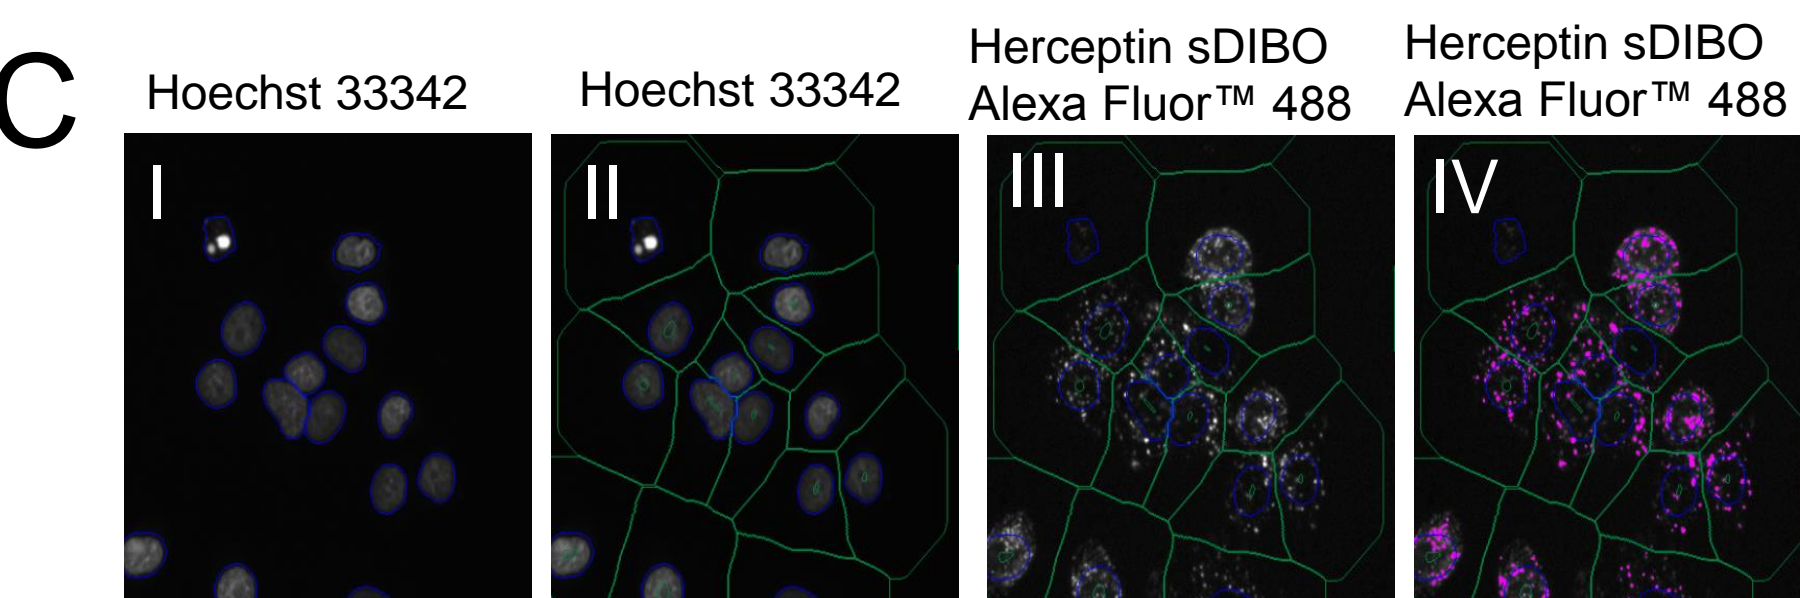 C
Hoechst 33342
Hoechst 33342
Herceptin sDIBO
Alexa Fluor™ 488
Herceptin sDIBO
Alexa Fluor™ 488
I
II
III
IV